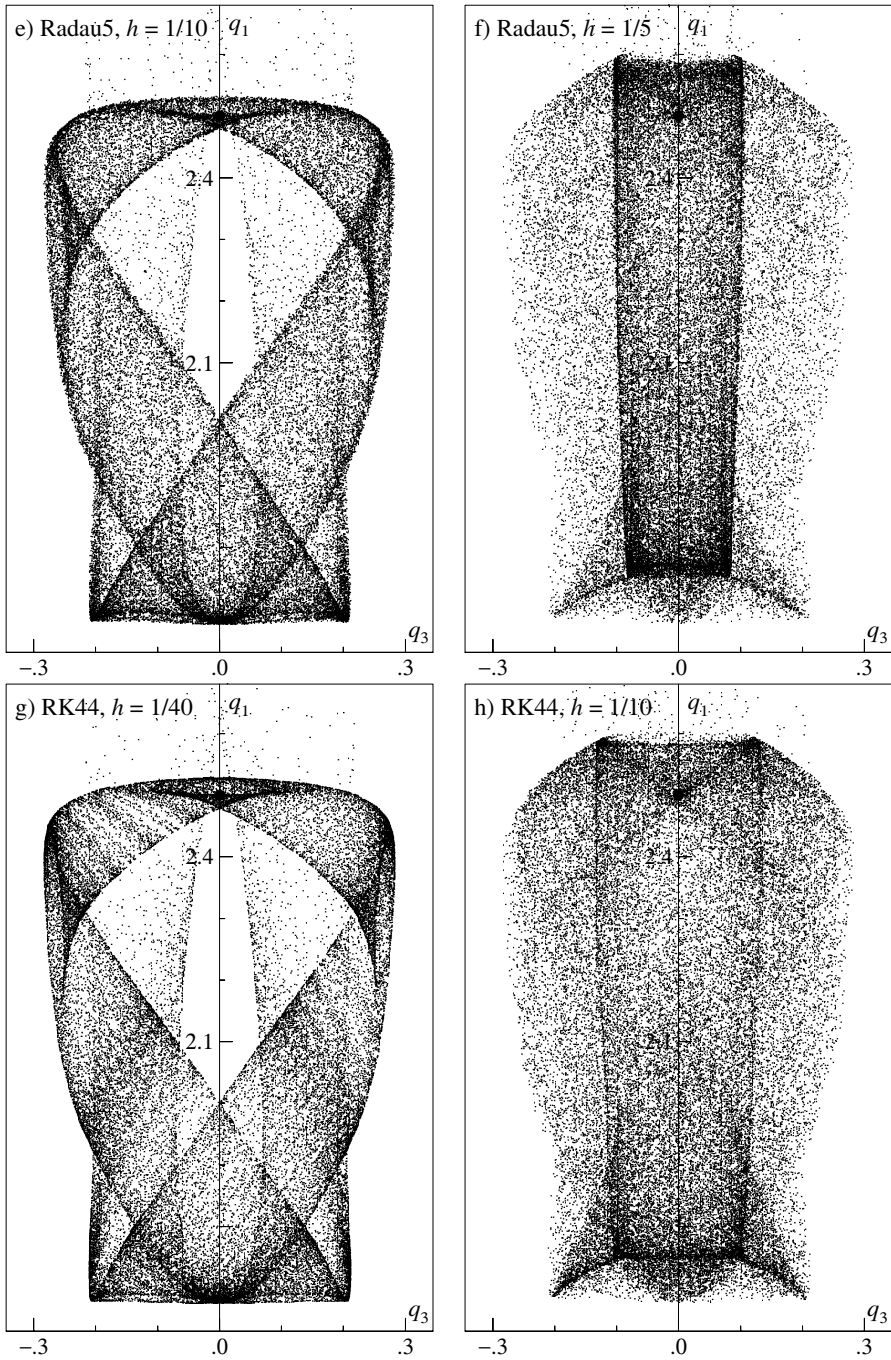 e) Radau5, h = 1/10 q1
2.4
2.1
q3
−.3 .0 .3
f) Radau5, h = 1/5 q1
2.4
2.1
q3
−.3 .0 .3
g) RK44, h = 1/40 q1
2.4
2.1
q3
−.3 .0 .3
h) RK44, h = 1/10 q1
2.4
2.1
q3
−.3 .0 .3